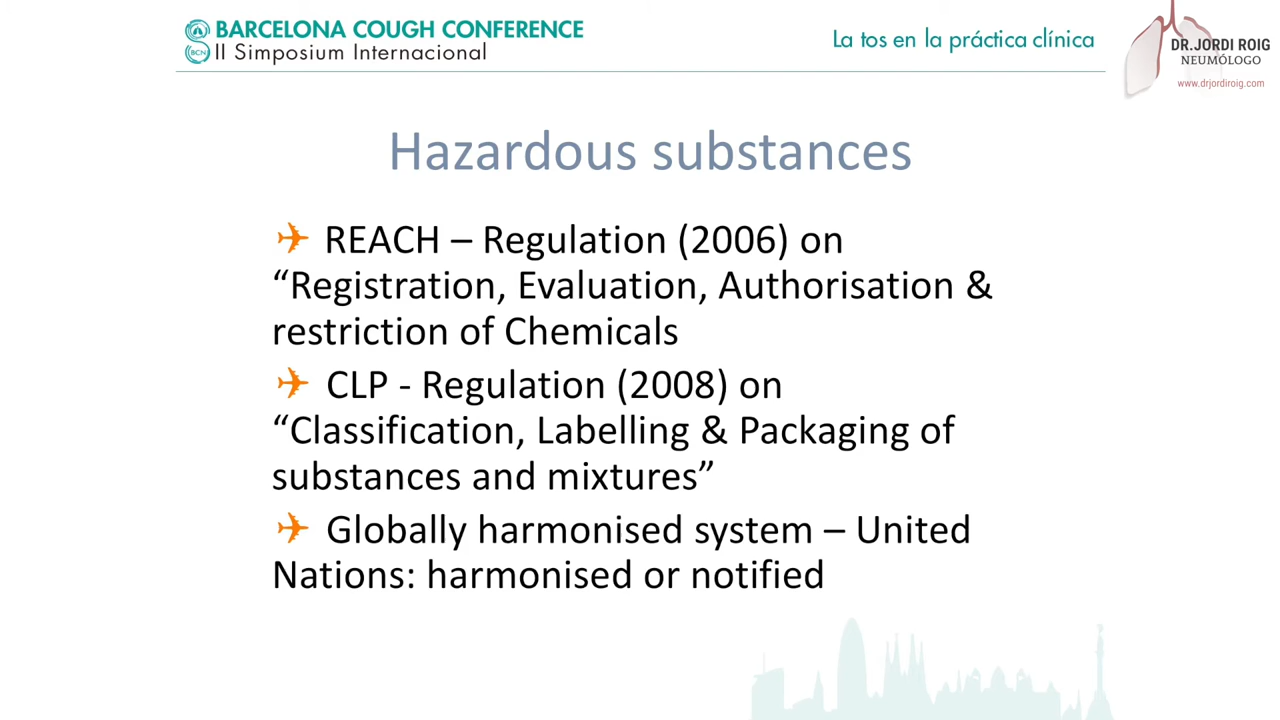 BARCELONA COUGH CONFERENCE
BCN
II Simposium Internacional
La tos en la práctica clínica
DR.JORDI ROIG
NEUMÓLOGO
www.drjordiroig.com
Hazardous substances
REACH – Regulation (2006) on
“Registration, Evaluation, Authorisation &
restriction of Chemicals
CLP - Regulation (2008) on
“Classification, Labelling & Packaging of
substances and mixtures”
Globally harmonised system – United
Nations: harmonised or notified